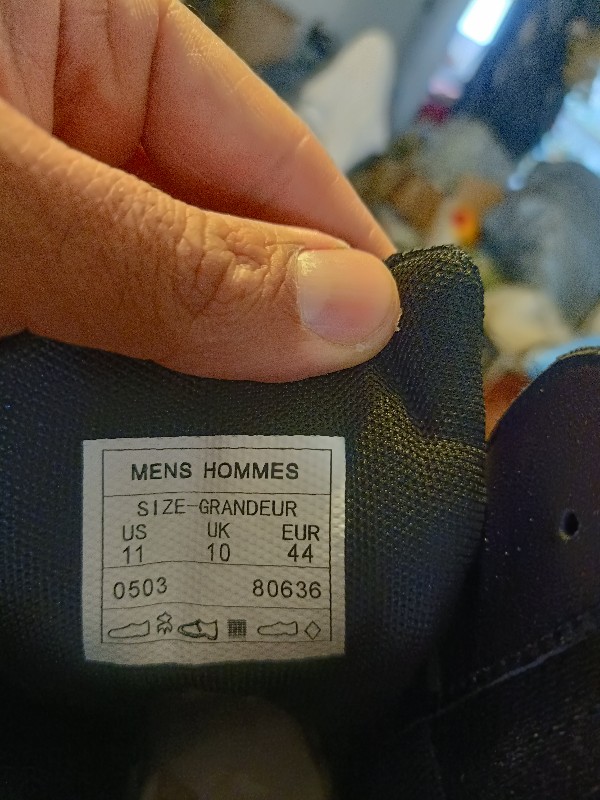 MENS HOMMES
SIZE-GRANDEUR
US UK EUR
11 10 44
0503 80636